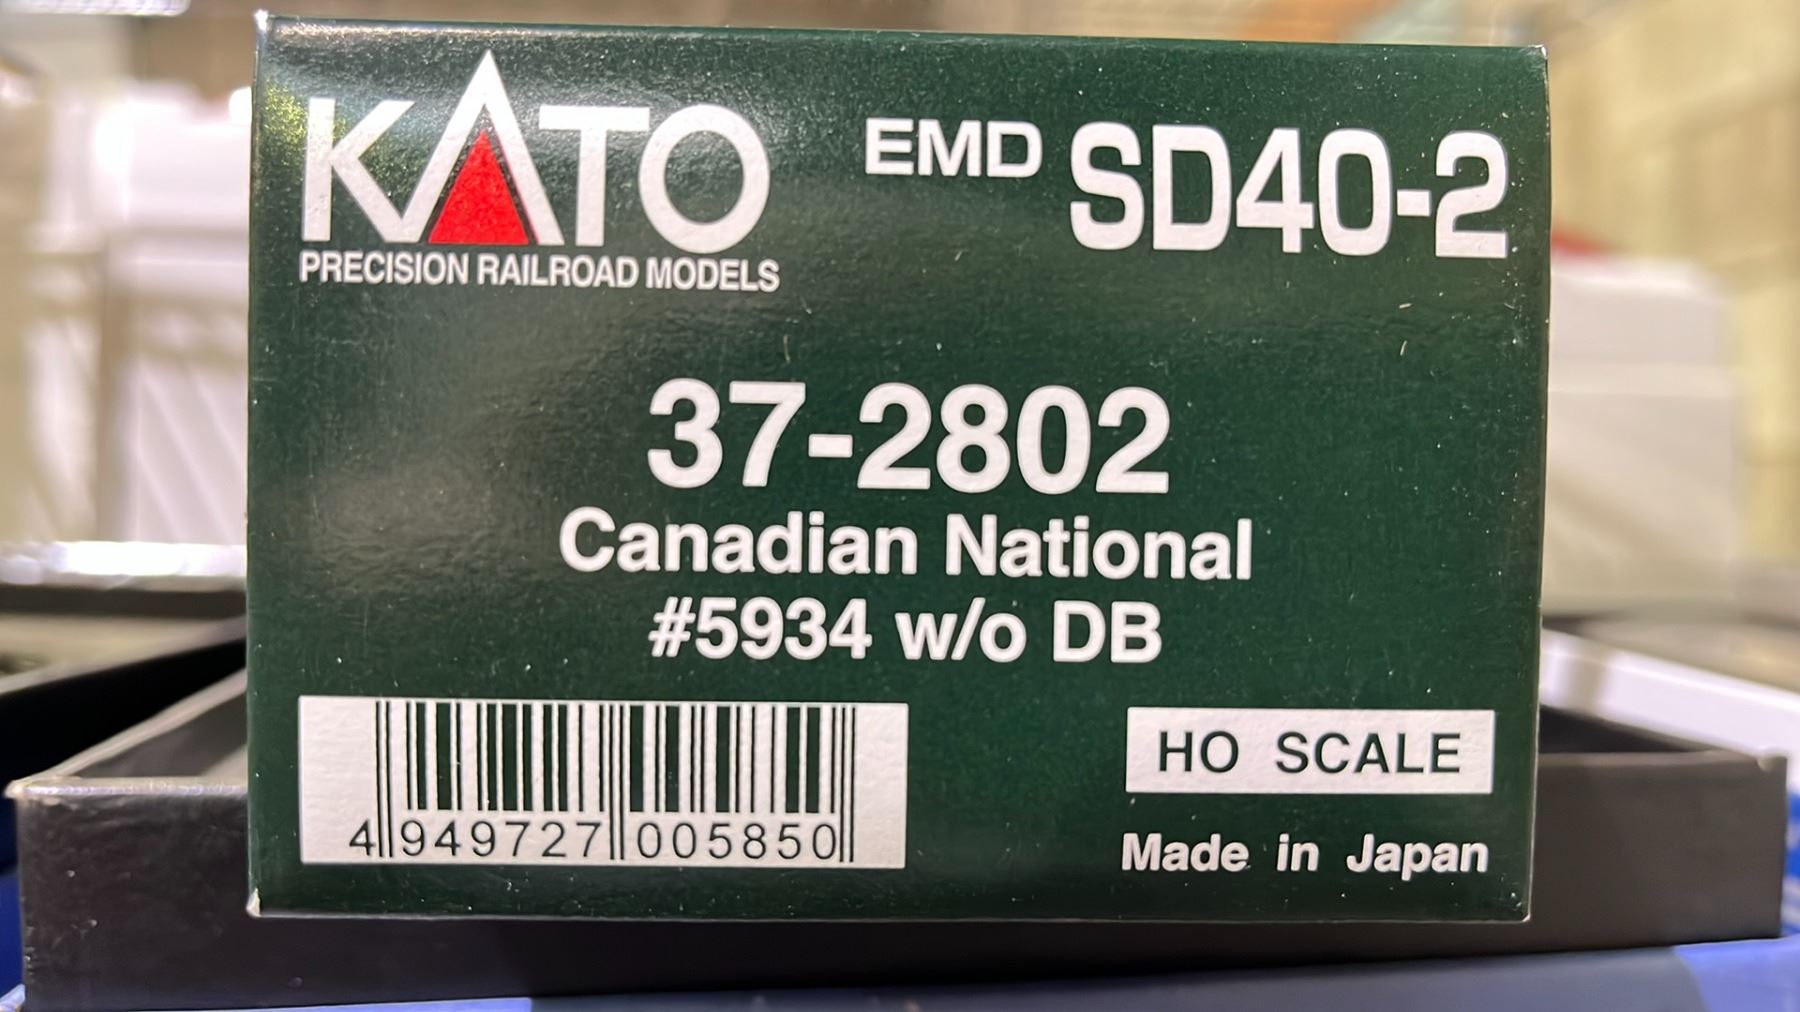 KATO
PRECISION RAILROAD MODELS
EMD SD40-2
37-2802
Canadian National
#5934 w/o DB
4 949727 005850
HO SCALE
Made in Japan